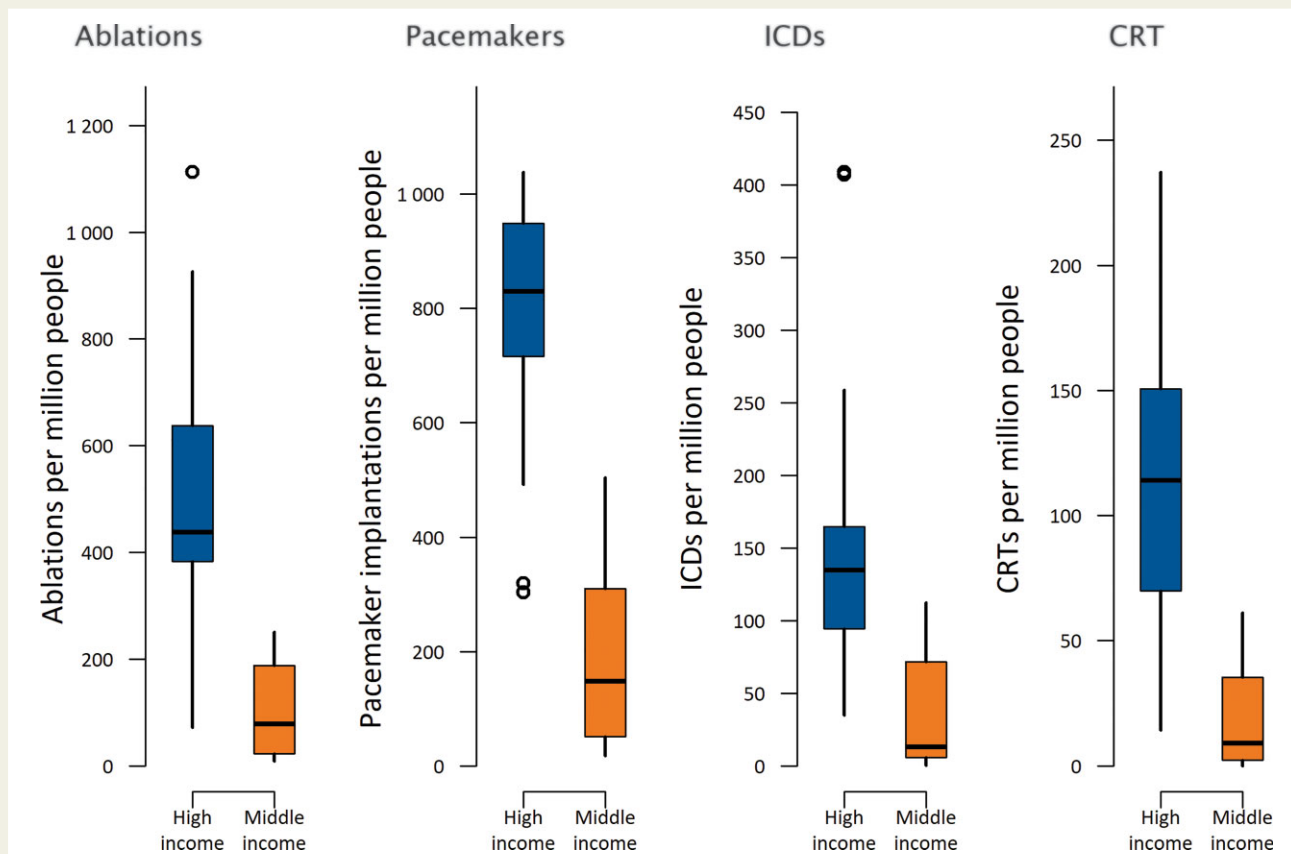 Ablations
Pacemakers
ICDs
CRT
Ablations per million people
1 200
1 000
800
600
400
200
0
High
income
Middle
income
Pacemaker implantations per million people
1 000
800
600
400
200
0
High
income
Middle
income
ICDs per million people
450
400
350
300
250
200
150
100
50
0
High
income
Middle
income
CRTs per million people
250
200
150
100
50
0
High
income
Middle
income